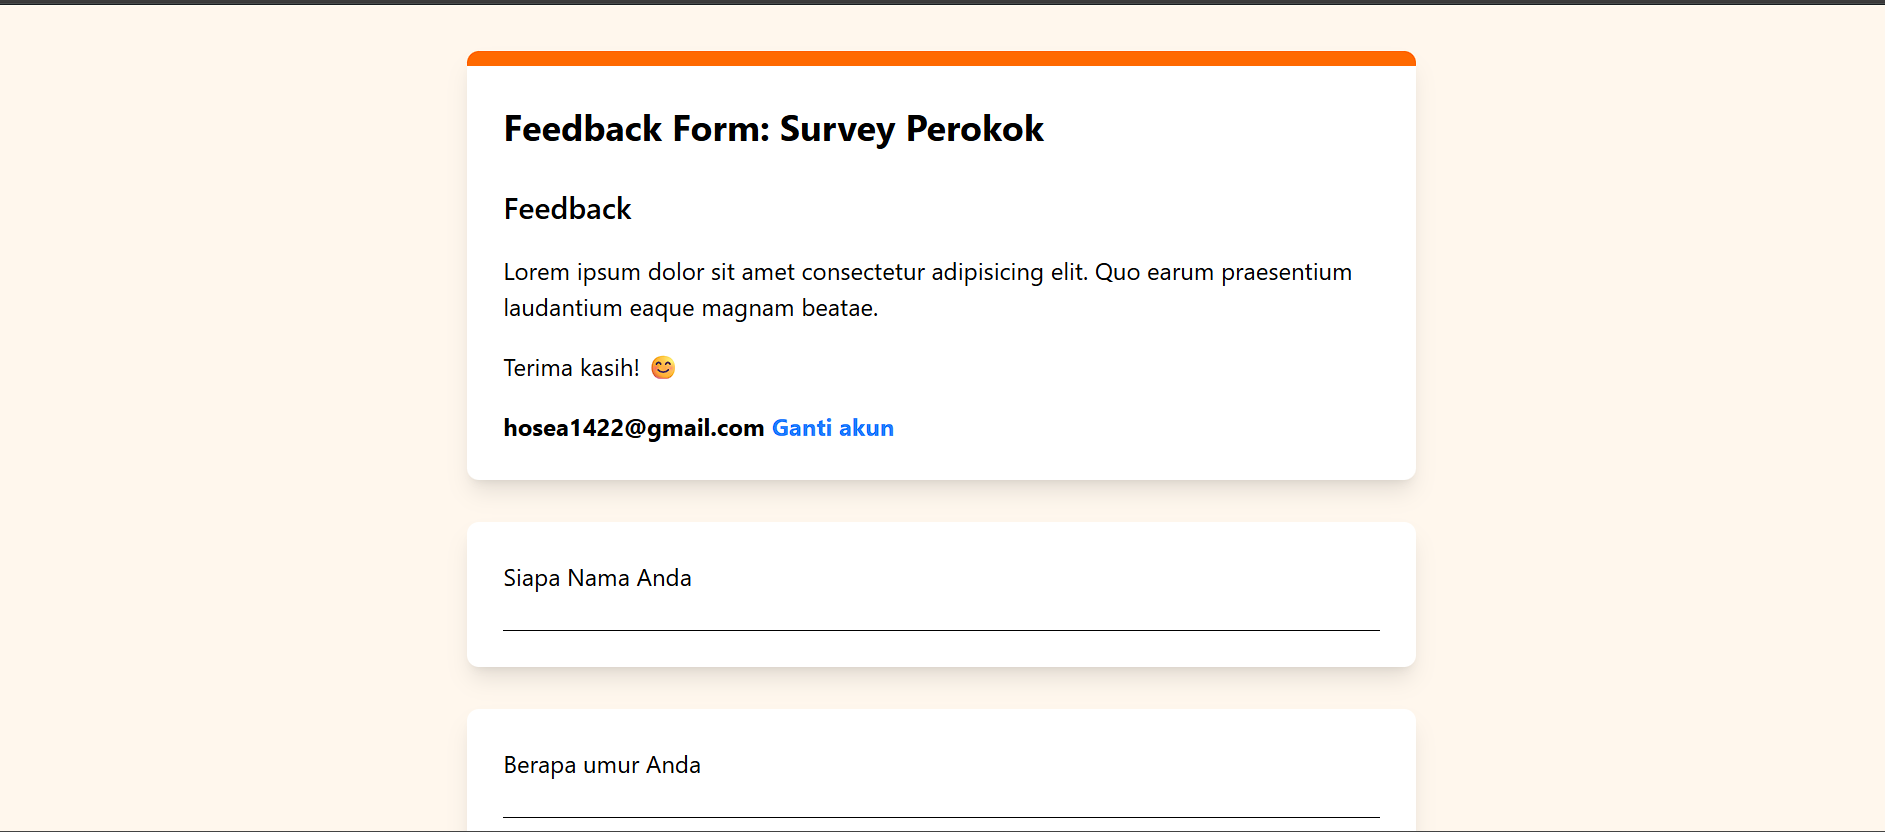 Feedback Form: Survey Perokok
Feedback
Lorem ipsum dolor sit amet consectetur adipisicing elit. Quo earum praesentium
laudantium eaque magnam beatae.
Terima kasih! 😊
hosea1422@gmail.com Ganti akun
Siapa Nama Anda
Berapa umur Anda